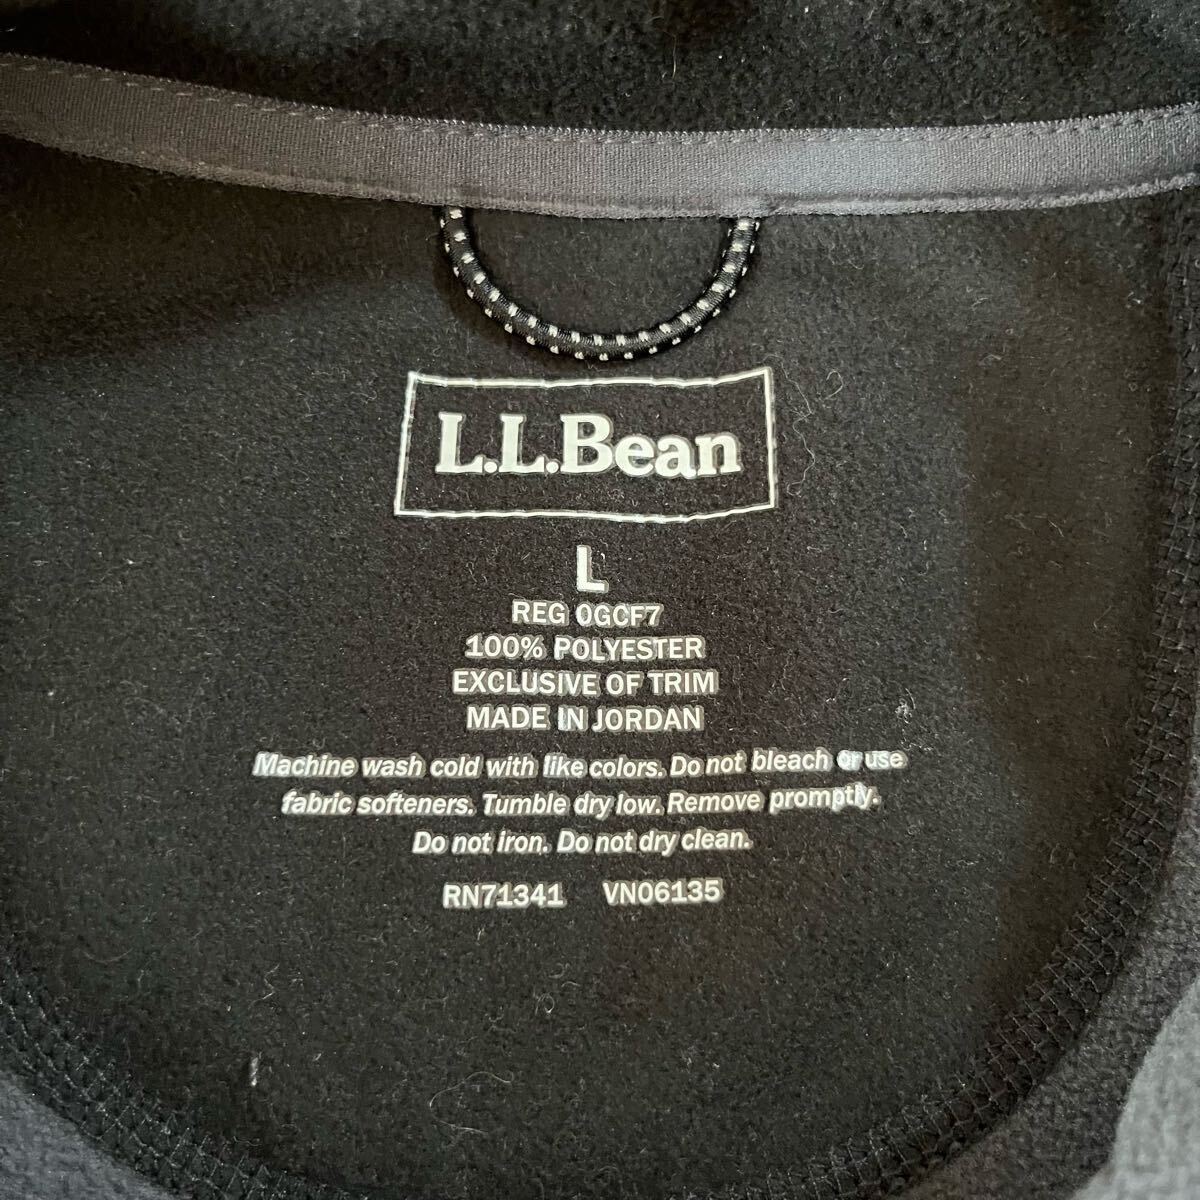 L.L.Bean
L
REG 0GCF7
100% POLYESTER
EXCLUSIVE OF TRIM
MADE IN JORDAN
Machine wash cold with like colors. Do not bleach or use
fabric softeners. Tumble dry low. Remove promptly.
Do not iron. Do not dry clean.
RN71341 VN06135